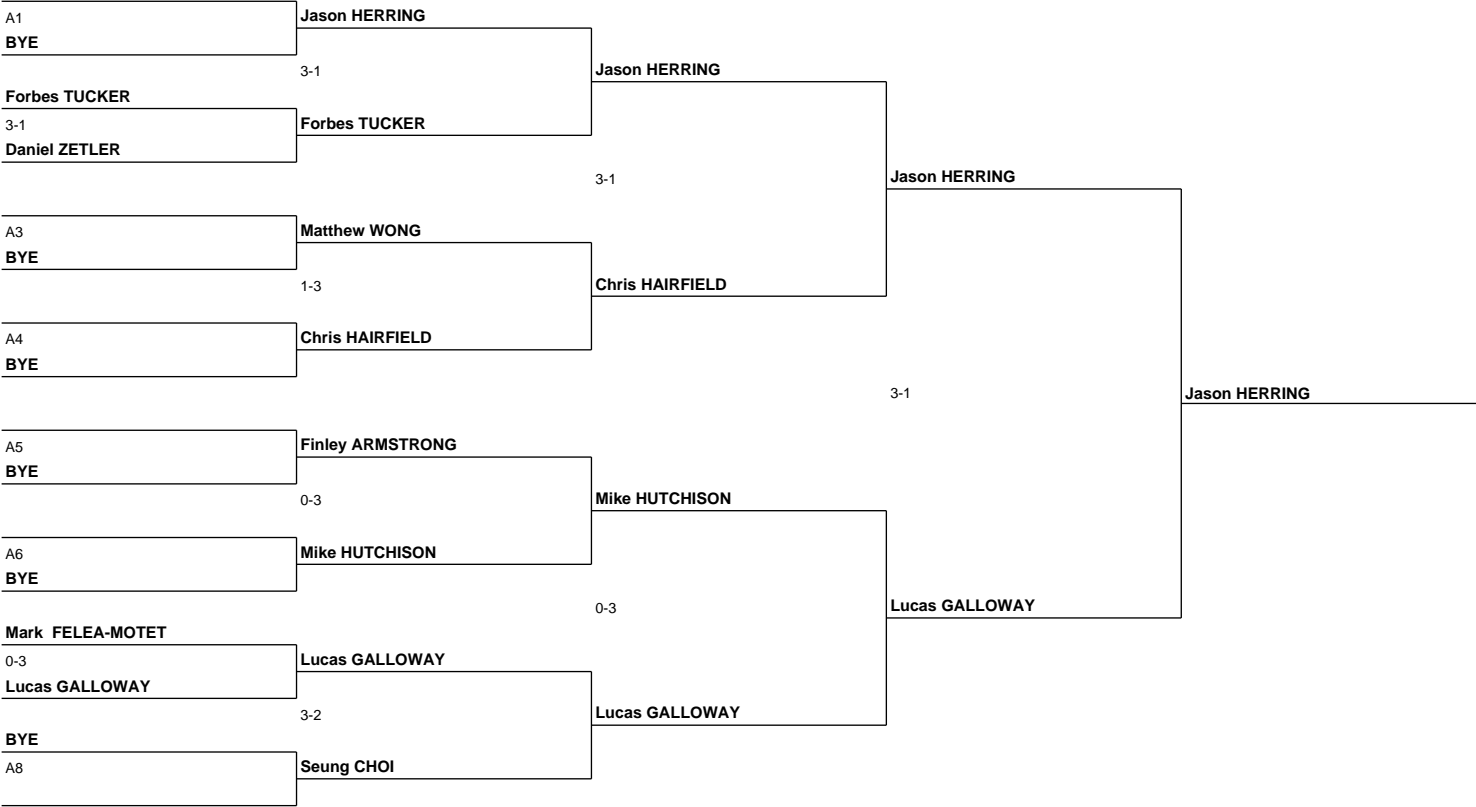 A1
BYE
Jason HERRING
3-1
Forbes TUCKER
3-1
Daniel ZETLER
Forbes TUCKER
Jason HERRING
3-1
A3
BYE
Matthew WONG
1-3
A4
BYE
Chris HAIRFIELD
Chris HAIRFIELD
Jason HERRING
3-1
Jason HERRING
A5
BYE
Finley ARMSTRONG
0-3
A6
BYE
Mike HUTCHISON
Mike HUTCHISON
0-3
Mark  FELEA-MOTET
0-3
Lucas GALLOWAY
Lucas GALLOWAY
3-2
BYE
A8
Seung CHOI
Lucas GALLOWAY
Lucas GALLOWAY